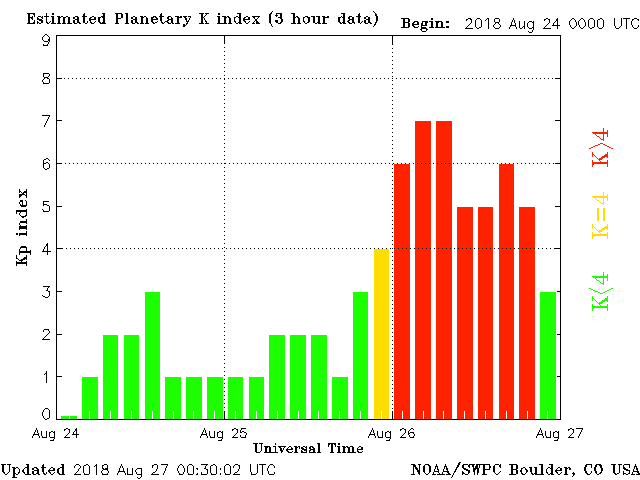 Estimated Planetary K index (3 hour data)
Begin: 2018 Aug 24 0000 UTC
9
8
7
6
5
4
3
2
1
0
Kp index
K>4
K=4
K<4
Aug 24
Aug 25
Aug 26
Aug 27
Universal Time
Updated 2018 Aug 27 00:30:02 UTC
NOAA/SWPC Boulder, CO USA